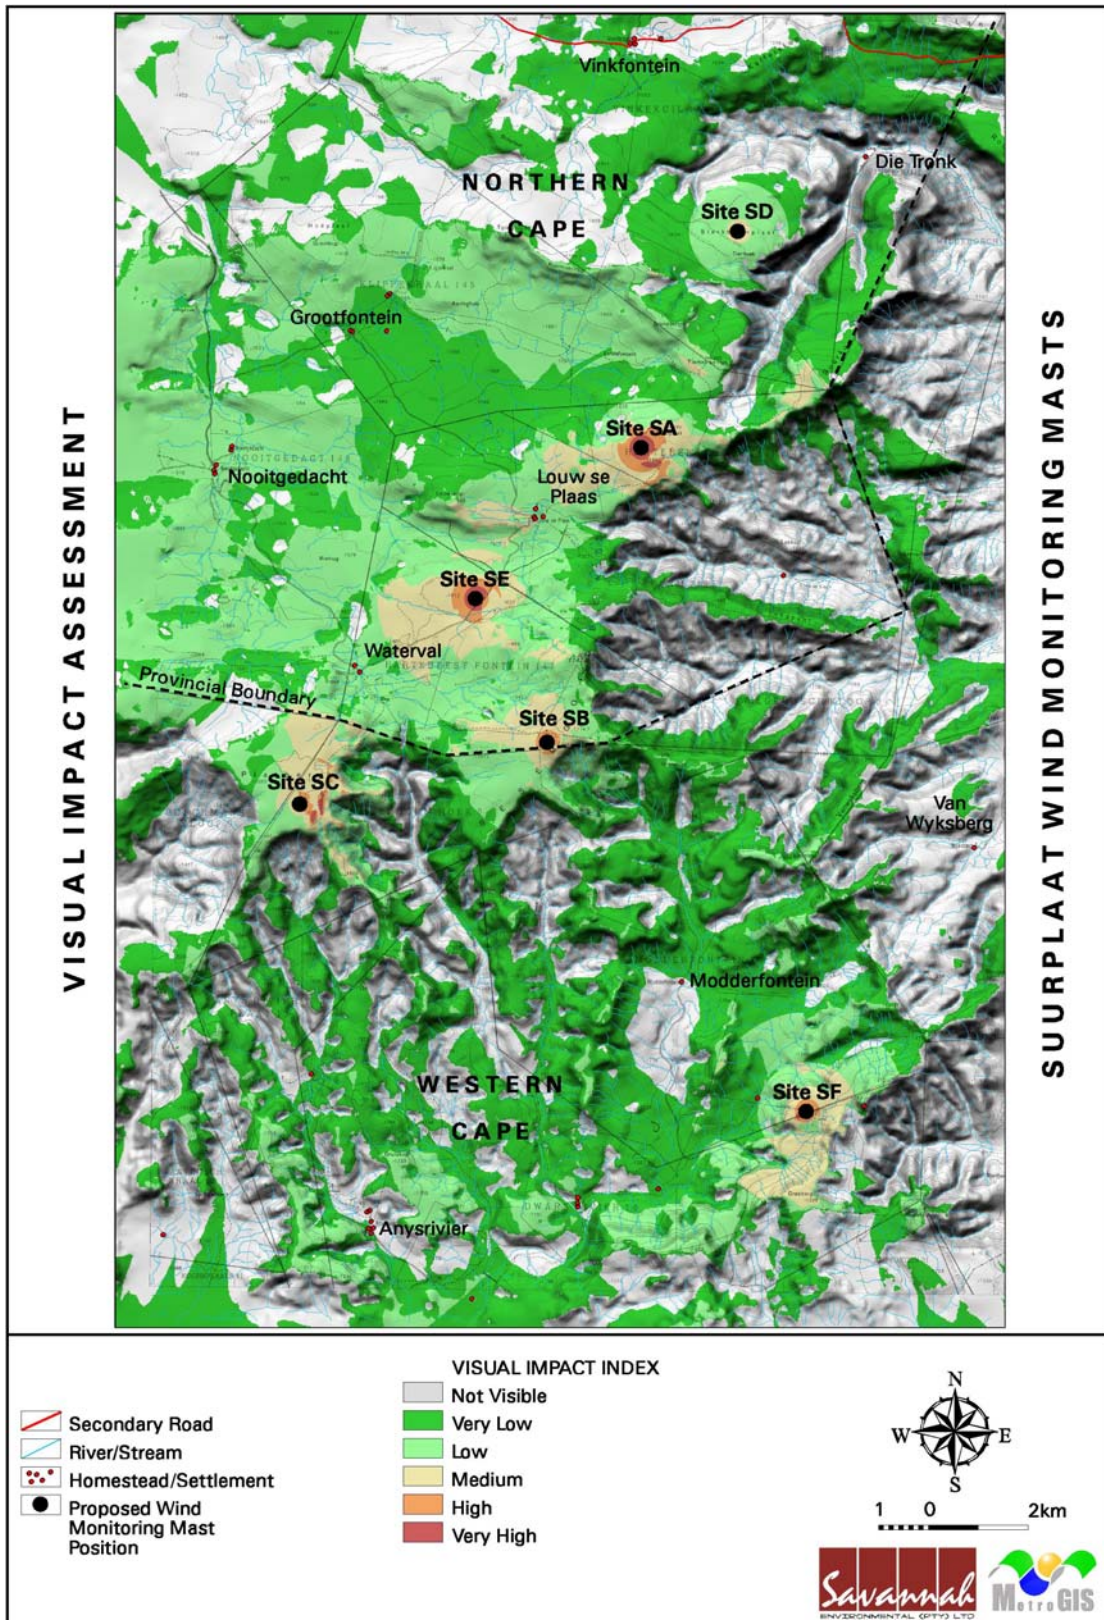 VISUAL IMPACT ASSESSMENT
SUURPLAAT WIND MONITORING MASTS
Vinkfontein
Die Tronk
NORTHERN
CAPE
Site SD
Grootfontein
Site SA
Nooitgedacht
Louw se
Plaas
Site SE
Waterval
Provincial Boundary
Site SB
Site SC
Van
Wyksberg
Modderfontein
WESTERN
CAPE
Site SF
Anysrivier
VISUAL IMPACT INDEX
Not Visible
Very Low
Low
Medium
High
Very High
Secondary Road
River/Stream
Homestead/Settlement
Proposed Wind
Monitoring Mast
Position
N
W E
S
1 0 2km
Savannah
ENVIRONMENTAL (PTY) LTD
MetroGIS